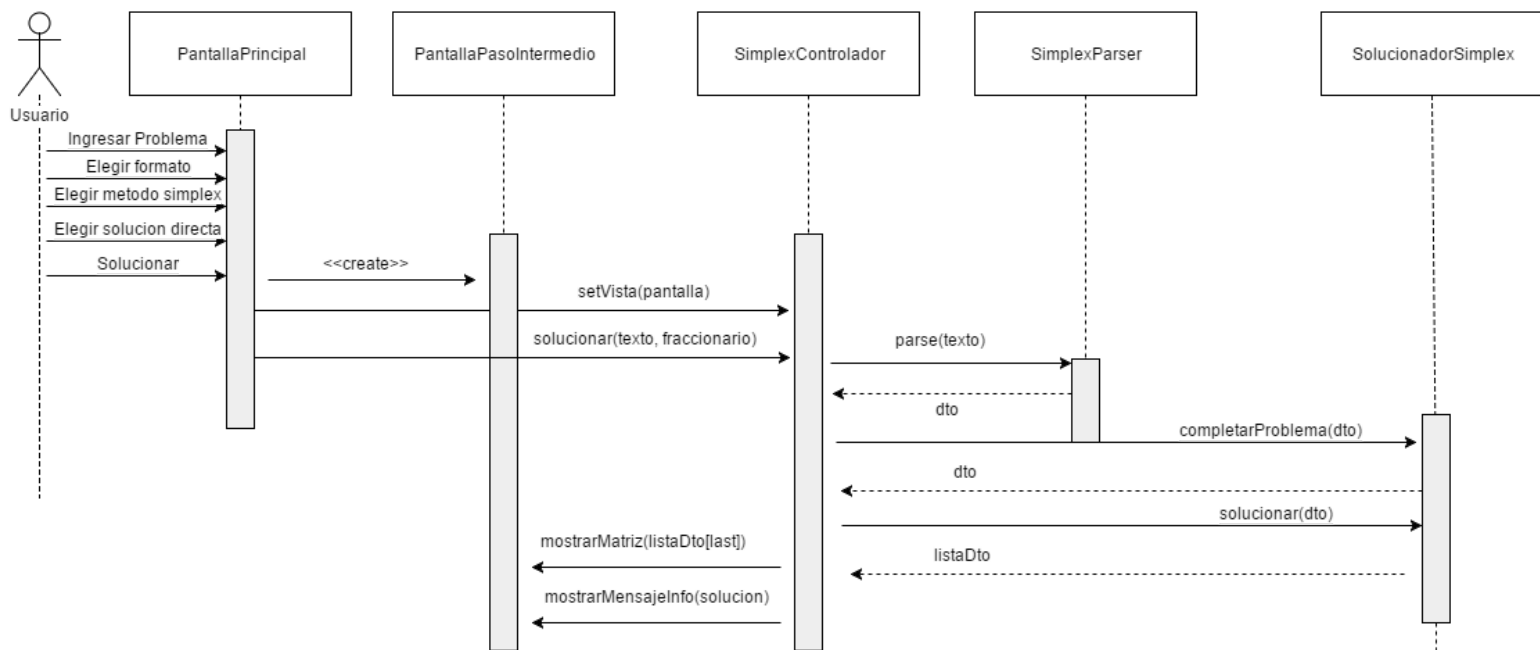 PantallaPrincipal
PantallaPasoIntermedio
SimplexControlador
SimplexParser
SolucionadorSimplex
Usuario
Ingresar Problema
Elegir formato
Elegir metodo simplex
Elegir solucion directa
Solucionar
<<create>>
setVista(pantalla)
solucionar(texto, fraccionario)
parse(texto)
dto
completarProblema(dto)
dto
solucionar(dto)
mostrarMatriz(listaDto[last])
listaDto
mostrarMensajeInfo(solucion)